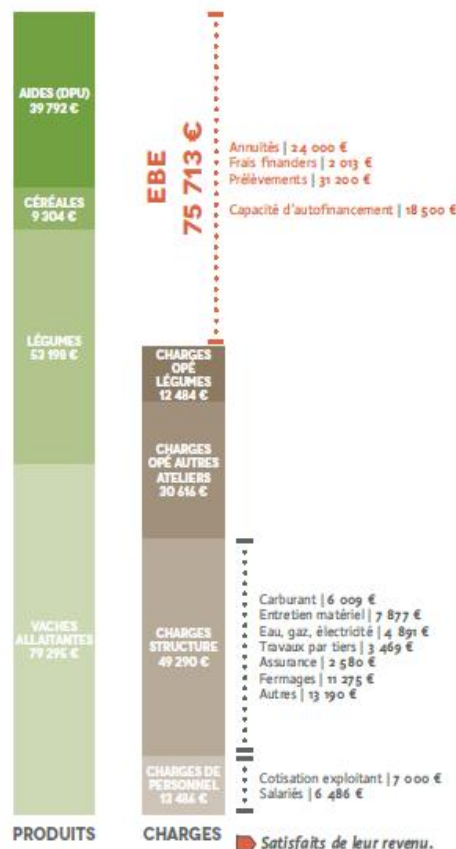 AIDES (DPU)
39 792 €
CÉRÉALES
9 304 €
LÉGUMES
53 198 €
VACHES
ALLAITANTES
79 295 €
PRODUITS
EBE
75 713 €
Annuités | 24 000 €
Frais financiers | 2 013 €
Prélèvements | 31 200 €
Capacité d'autofinancement | 18 500 €
CHARGES
OPÉ
LÉGUMES
12 484 €
CHARGES
OPÉ AUTRES
ATELIERS
30 616 €
CHARGES
STRUCTURE
49 290 €
CHARGES DE
PERSONNEL
13 486 €
CHARGES
Carburant | 6 009 €
Entretien matériel | 7 877 €
Eau, gaz, électricité | 4 891 €
Travaux par tiers | 3 469 €
Assurance | 2 580 €
Fermages | 11 275 €
Autres | 13 190 €
Cotisation exploitant | 7 000 €
Salariés | 6 486 €
Satisfaits de leur revenu,